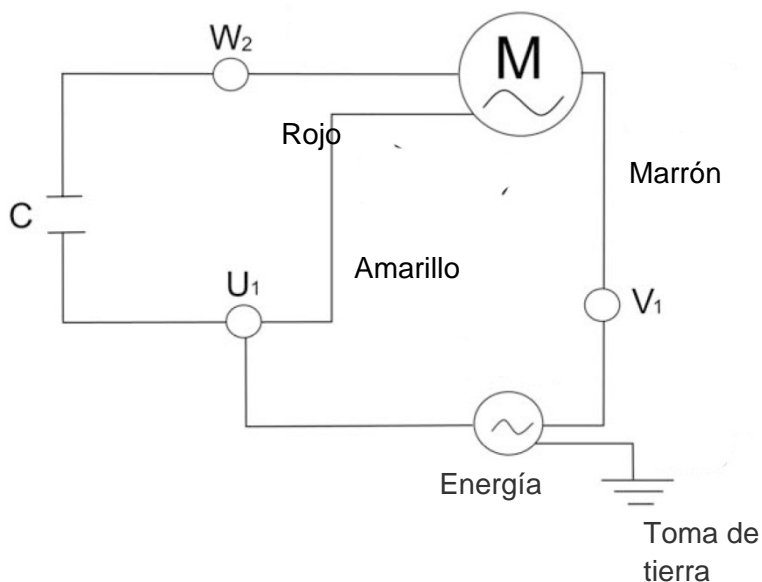 W₂
M
Rojo
Marrón
C
Amarillo
U₁
V₁
Energía
Toma de
tierra